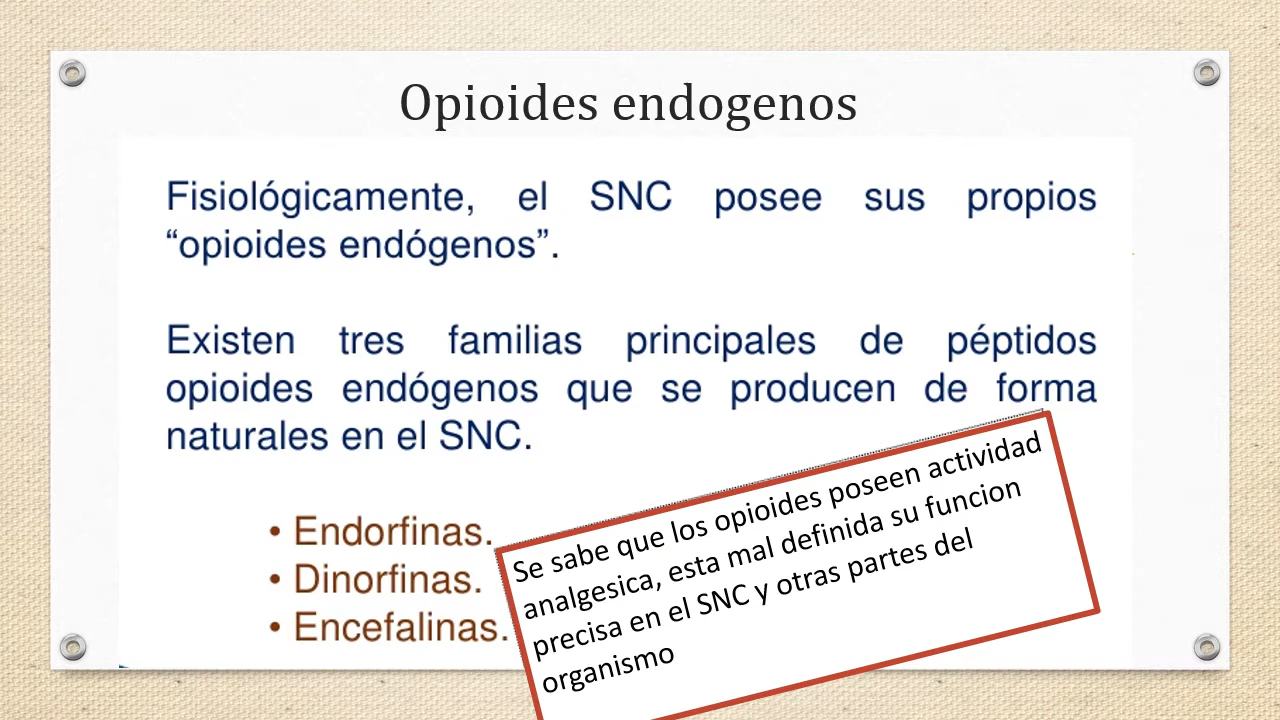 Opioides endogenos
Fisiológicamente, el SNC posee sus propios
“opioides endógenos”.
Existen tres familias principales de péptidos
opioides endógenos que se producen de forma
naturales en el SNC.
• Endorfinas.
• Dinorfinas.
• Encefalinas.
Se sabe que los opioides poseen actividad
analgesica, esta mal definida su funcion
precisa en el SNC y otras partes del
organismo